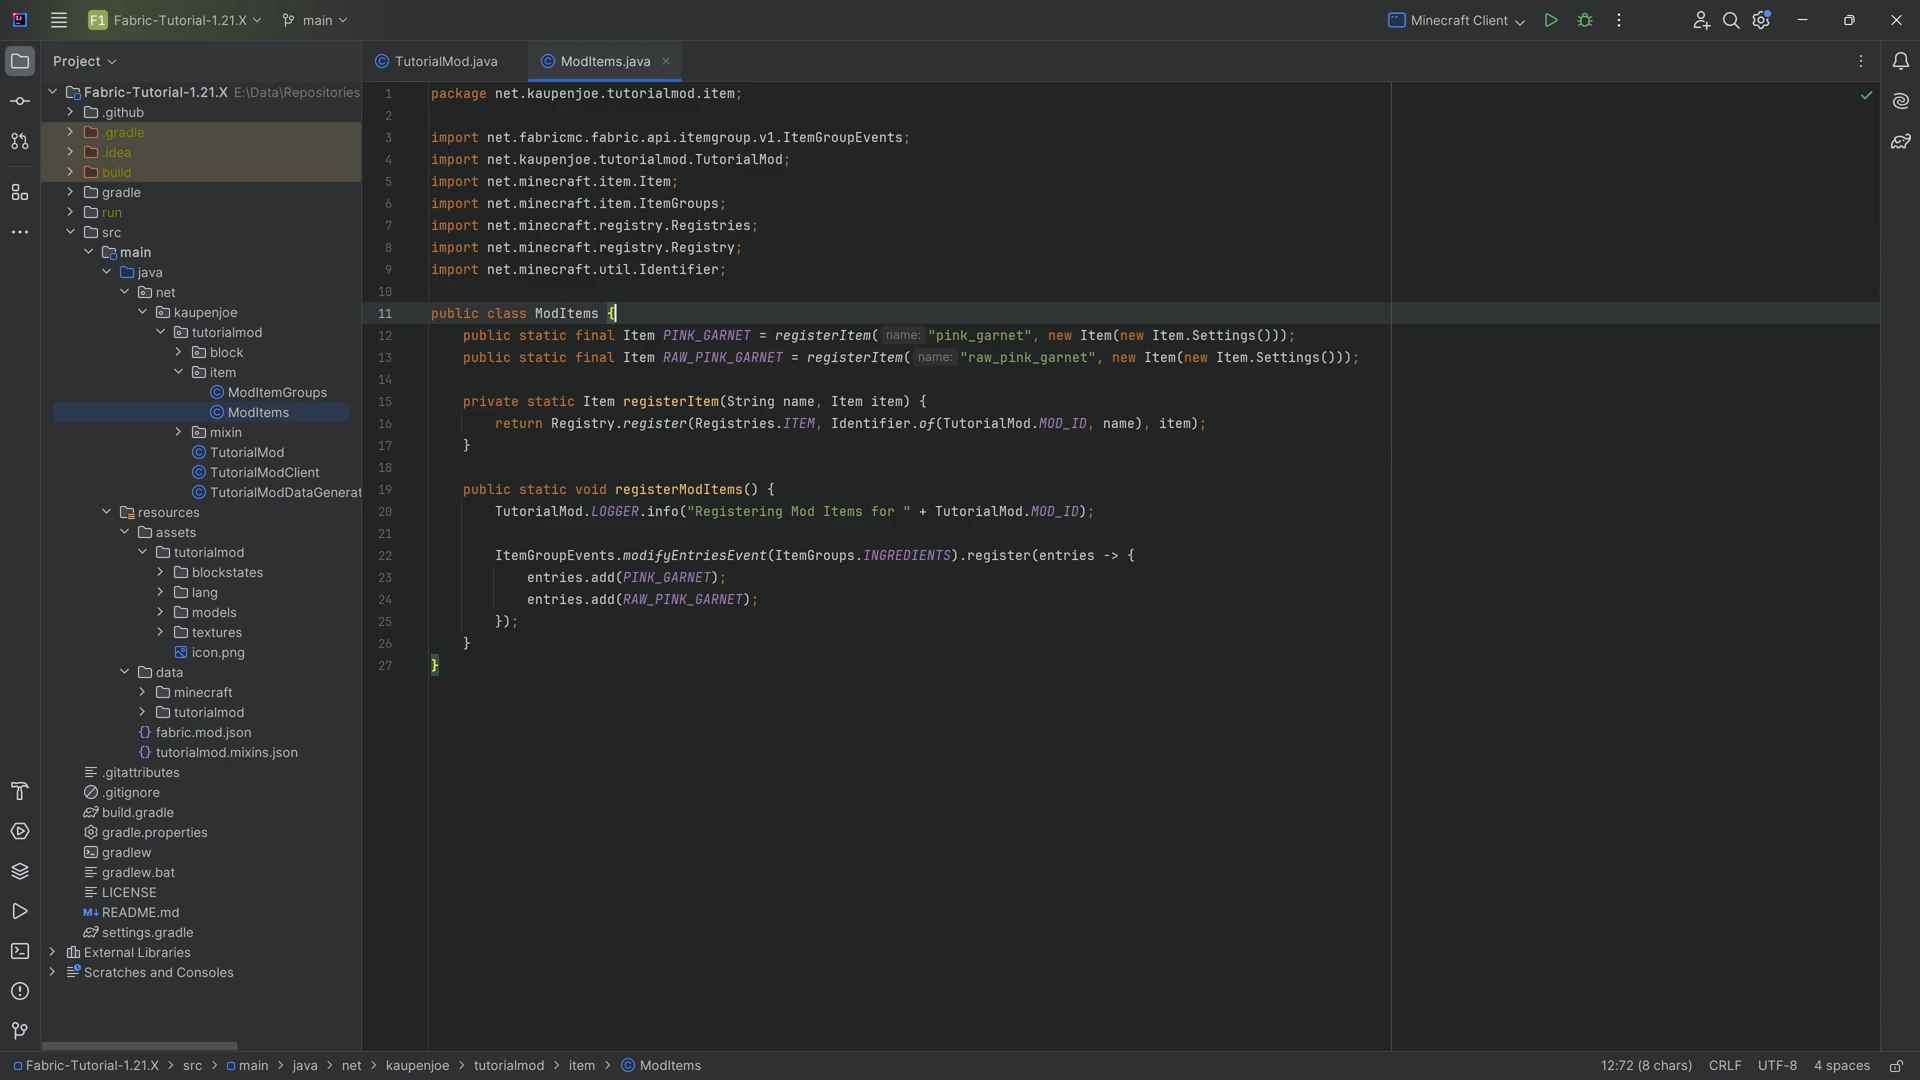 F1 Fabric-Tutorial-1.21.X main Minecraft Client
Project
Fabric-Tutorial-1.21.X E:\Data\Repositories
.github
.gradle
.idea
build
gradle
run
src
main
java
net
kaupenjoe
tutorialmod
block
item
ModItemGroups
ModItems
mixin
TutorialMod
TutorialModClient
TutorialModDataGenerat
resources
assets
tutorialmod
blockstates
lang
models
textures
icon.png
data
minecraft
tutorialmod
fabric.mod.json
tutorialmod.mixins.json
.gitattributes
.gitignore
build.gradle
gradle.properties
gradlew
gradlew.bat
LICENSE
M↓ README.md
settings.gradle
External Libraries
Scratches and Consoles
TutorialMod.java ModItems.java
1 package net.kaupenjoe.tutorialmod.item;
2
3 import net.fabricmc.fabric.api.itemgroup.v1.ItemGroupEvents;
4 import net.kaupenjoe.tutorialmod.TutorialMod;
5 import net.minecraft.item.Item;
6 import net.minecraft.item.ItemGroups;
7 import net.minecraft.registry.Registries;
8 import net.minecraft.registry.Registry;
9 import net.minecraft.util.Identifier;
10
11 public class ModItems {
12 public static final Item PINK_GARNET = registerItem( name: "pink_garnet", new Item(new Item.Settings()));
13 public static final Item RAW_PINK_GARNET = registerItem( name: "raw_pink_garnet", new Item(new Item.Settings()));
14
15 private static Item registerItem(String name, Item item) {
16 return Registry.register(Registries.ITEM, Identifier.of(TutorialMod.MOD_ID, name), item);
17 }
18
19 public static void registerModItems() {
20 TutorialMod.LOGGER.info("Registering Mod Items for " + TutorialMod.MOD_ID);
21
22 ItemGroupEvents.modifyEntriesEvent(ItemGroups.INGREDIENTS).register(entries -> {
23 entries.add(PINK_GARNET);
24 entries.add(RAW_PINK_GARNET);
25 });
26 }
27 }
Fabric-Tutorial-1.21.X > src > main > java > net > kaupenjoe > tutorialmod > item > ModItems 12:72 (8 chars) CRLF UTF-8 4 spaces